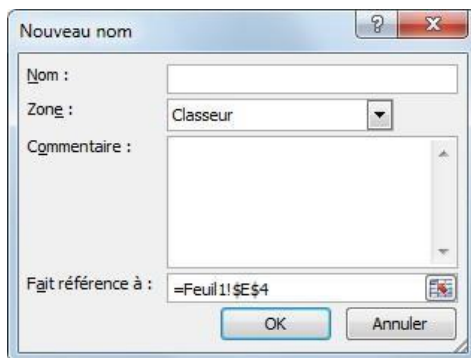 Nouveau nom
Nom :
Zone : Classeur
Commentaire :
Fait référence à : =Feuil1!$E$4
OK Annuler